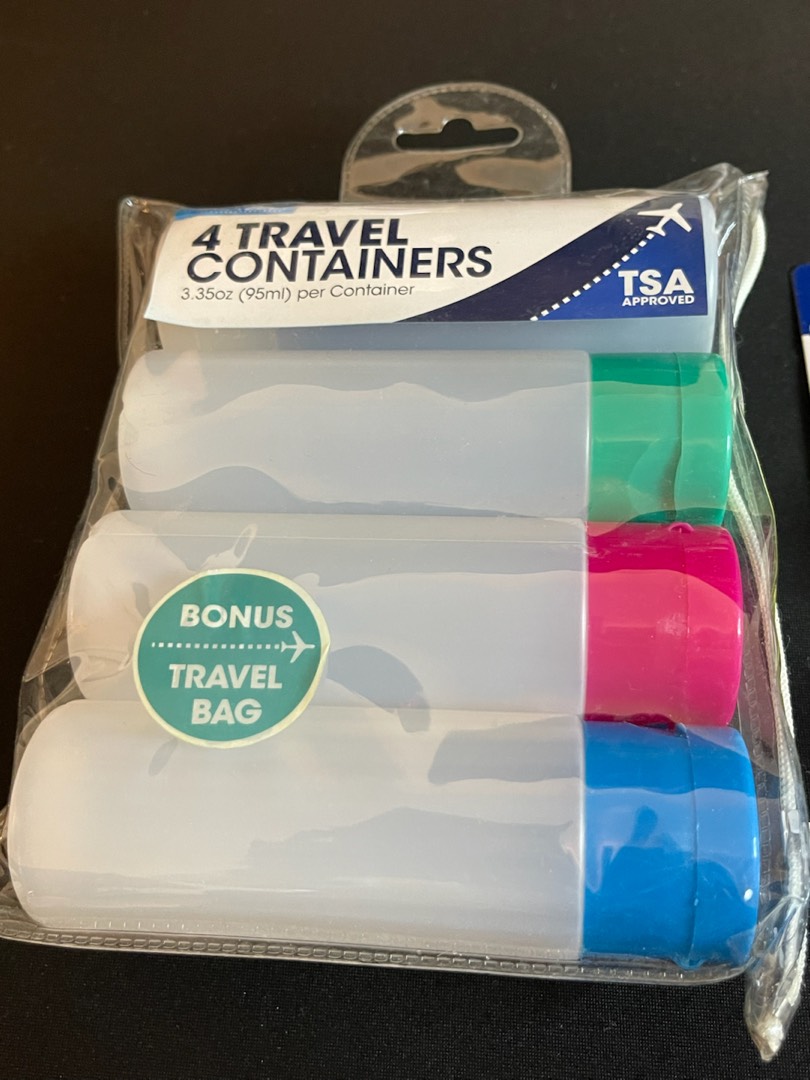 4 TRAVEL
CONTAINERS
3.35oz (95ml) per Container
TSA
APPROVED
BONUS
TRAVEL
BAG